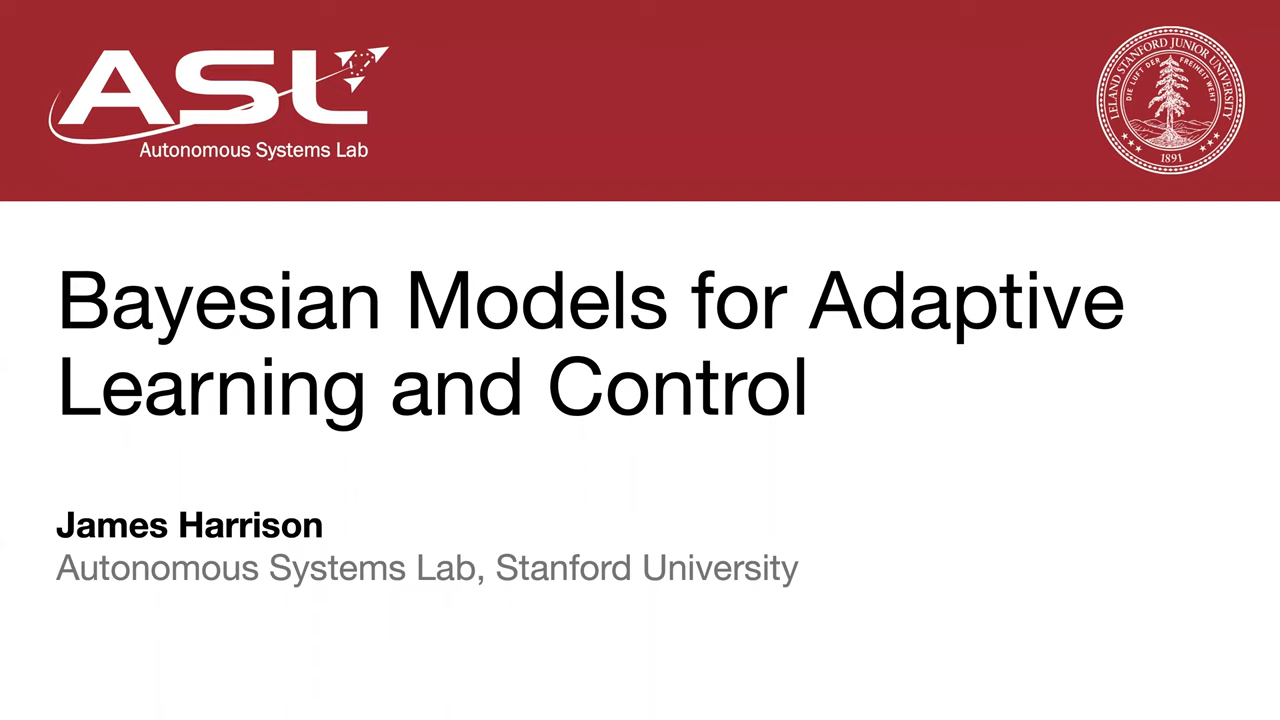 ASL
Autonomous Systems Lab
LELAND STANFORD JUNIOR UNIVERSITY
DIE LUFT DER FREIHEIT WEHT
1891
Bayesian Models for Adaptive
Learning and Control
James Harrison
Autonomous Systems Lab, Stanford University